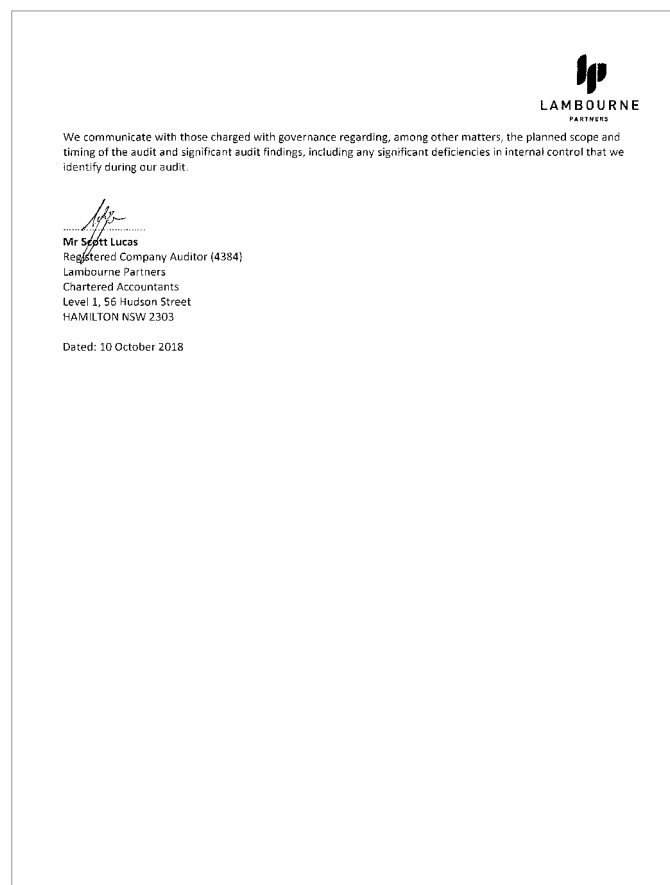 LAMBOURNE
PARTNERS
We communicate with those charged with governance regarding, among other matters, the planned scope and
timing of the audit and significant audit findings, including any significant deficiencies in internal control that we
identify during our audit.
Mr Scott Lucas
Registered Company Auditor (4384)
Lambourne Partners
Chartered Accountants
Level 1, 56 Hudson Street
HAMILTON NSW 2303
Dated: 10 October 2018